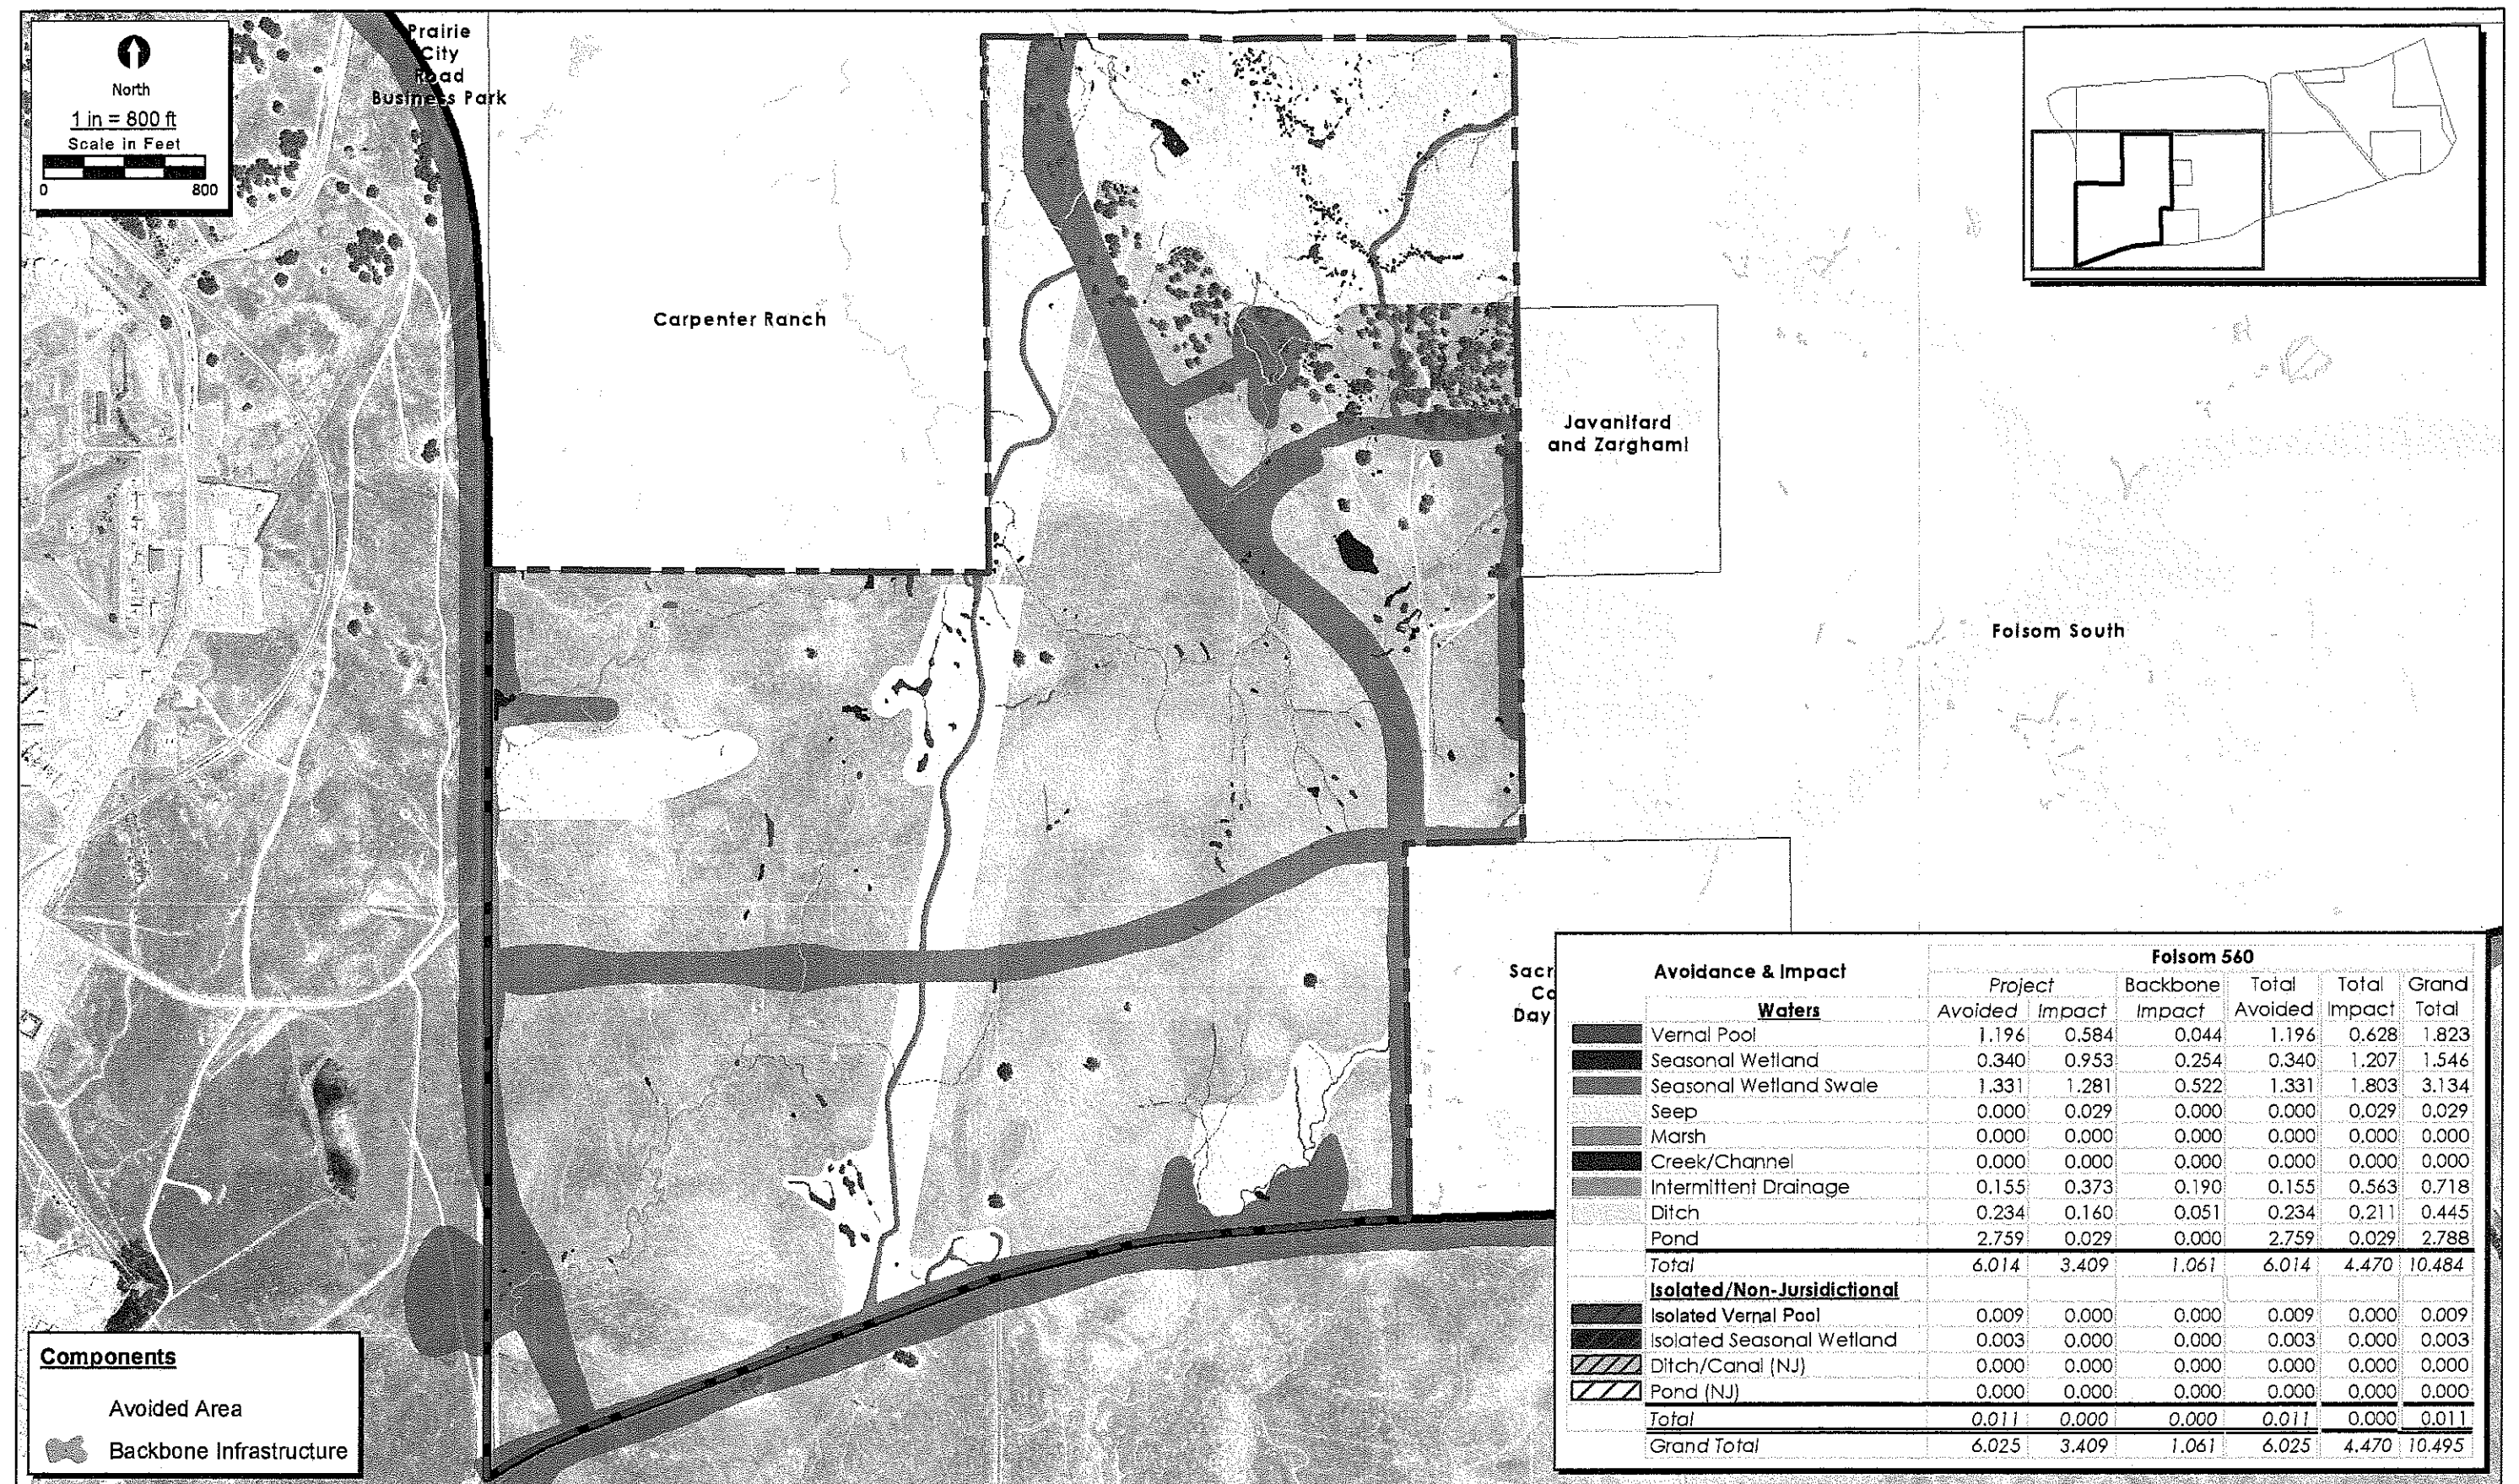 North
1 in = 800 ft
Scale in Feet
0 800
Prairie
City
Road
Business Park
Carpenter Ranch
Javanifard
and Zarghami
Folsom South
Sacr
Co
Day
Components
Avoided Area
Backbone Infrastructure
Avoidance & Impact Folsom 560
Project Backbone Total Total Grand
Waters Avoided Impact Impact Avoided Impact Total
Vernal Pool 1.196 0.584 0.044 1.196 0.628 1.823
Seasonal Wetland 0.340 0.953 0.254 0.340 1.207 1.546
Seasonal Wetland Swale 1.331 1.281 0.522 1.331 1.803 3.134
Seep 0.000 0.029 0.000 0.000 0.029 0.029
Marsh 0.000 0.000 0.000 0.000 0.000 0.000
Creek/Channel 0.000 0.000 0.000 0.000 0.000 0.000
Intermittent Drainage 0.155 0.373 0.190 0.155 0.563 0.718
Ditch 0.234 0.160 0.051 0.234 0.211 0.445
Pond 2.759 0.029 0.000 2.759 0.029 2.788
Total 6.014 3.409 1.061 6.014 4.470 10.484
Isolated/Non-Jursidictional
Isolated Vernal Pool 0.009 0.000 0.000 0.009 0.000 0.009
Isolated Seasonal Wetland 0.003 0.000 0.000 0.003 0.000 0.003
Ditch/Canal (NJ) 0.000 0.000 0.000 0.000 0.000 0.000
Pond (NJ) 0.000 0.000 0.000 0.000 0.000 0.000
Total 0.011 0.000 0.000 0.011 0.000 0.011
Grand Total 6.025 3.409 1.061 6.025 4.470 10.495